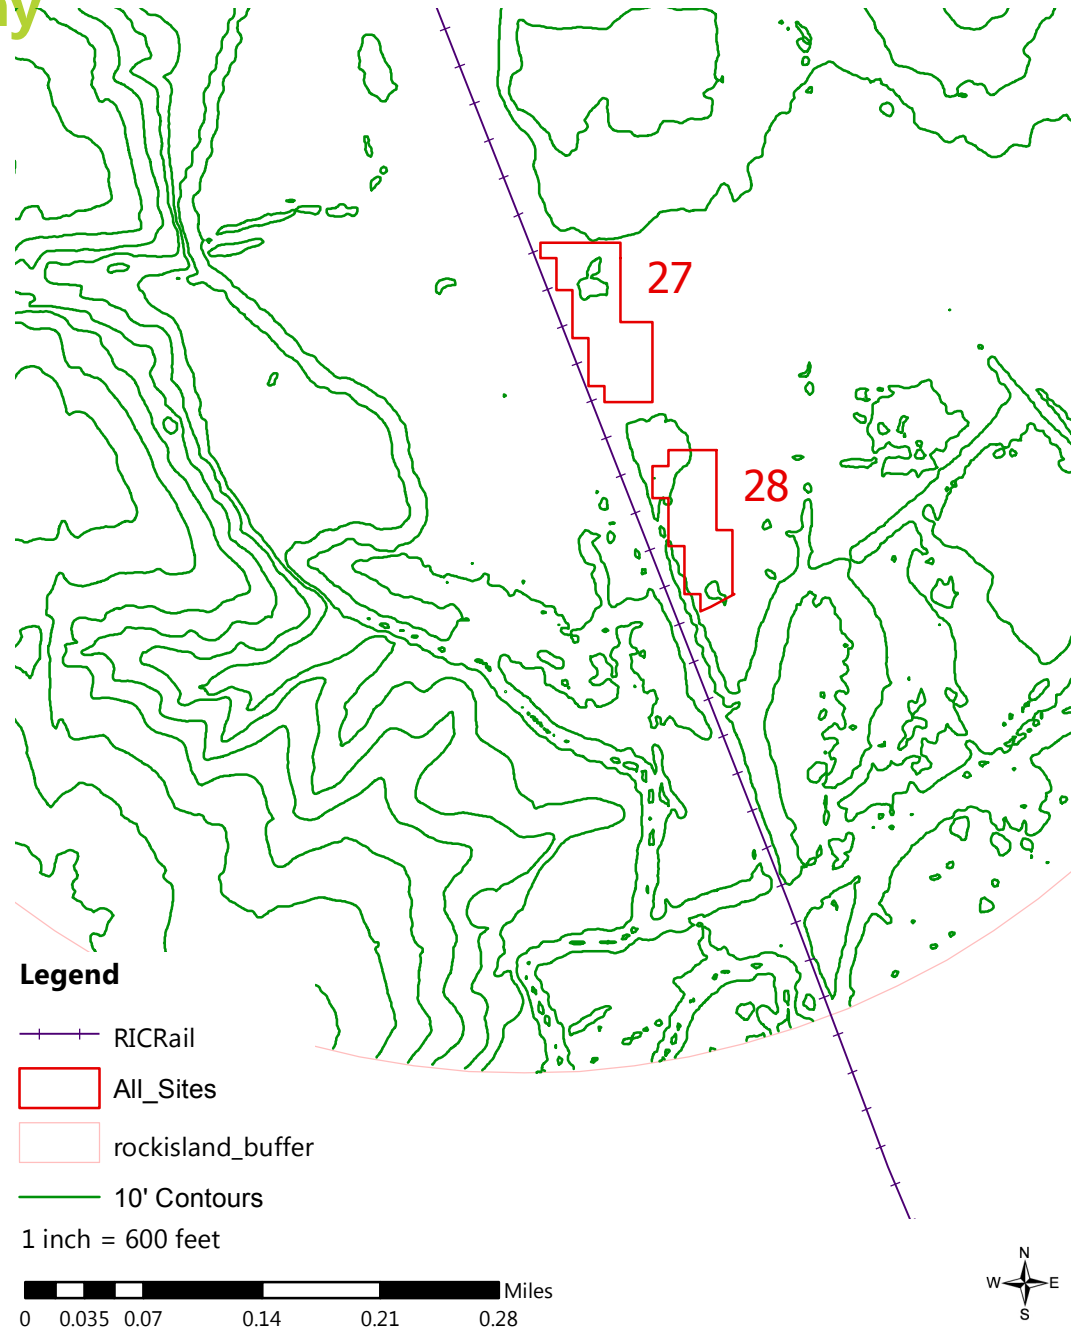 27
28
Legend
RICRail
All_Sites
rockisland_buffer
10' Contours
1 inch = 600 feet
Miles
0 0.035 0.07 0.14 0.21 0.28
N
W E
S